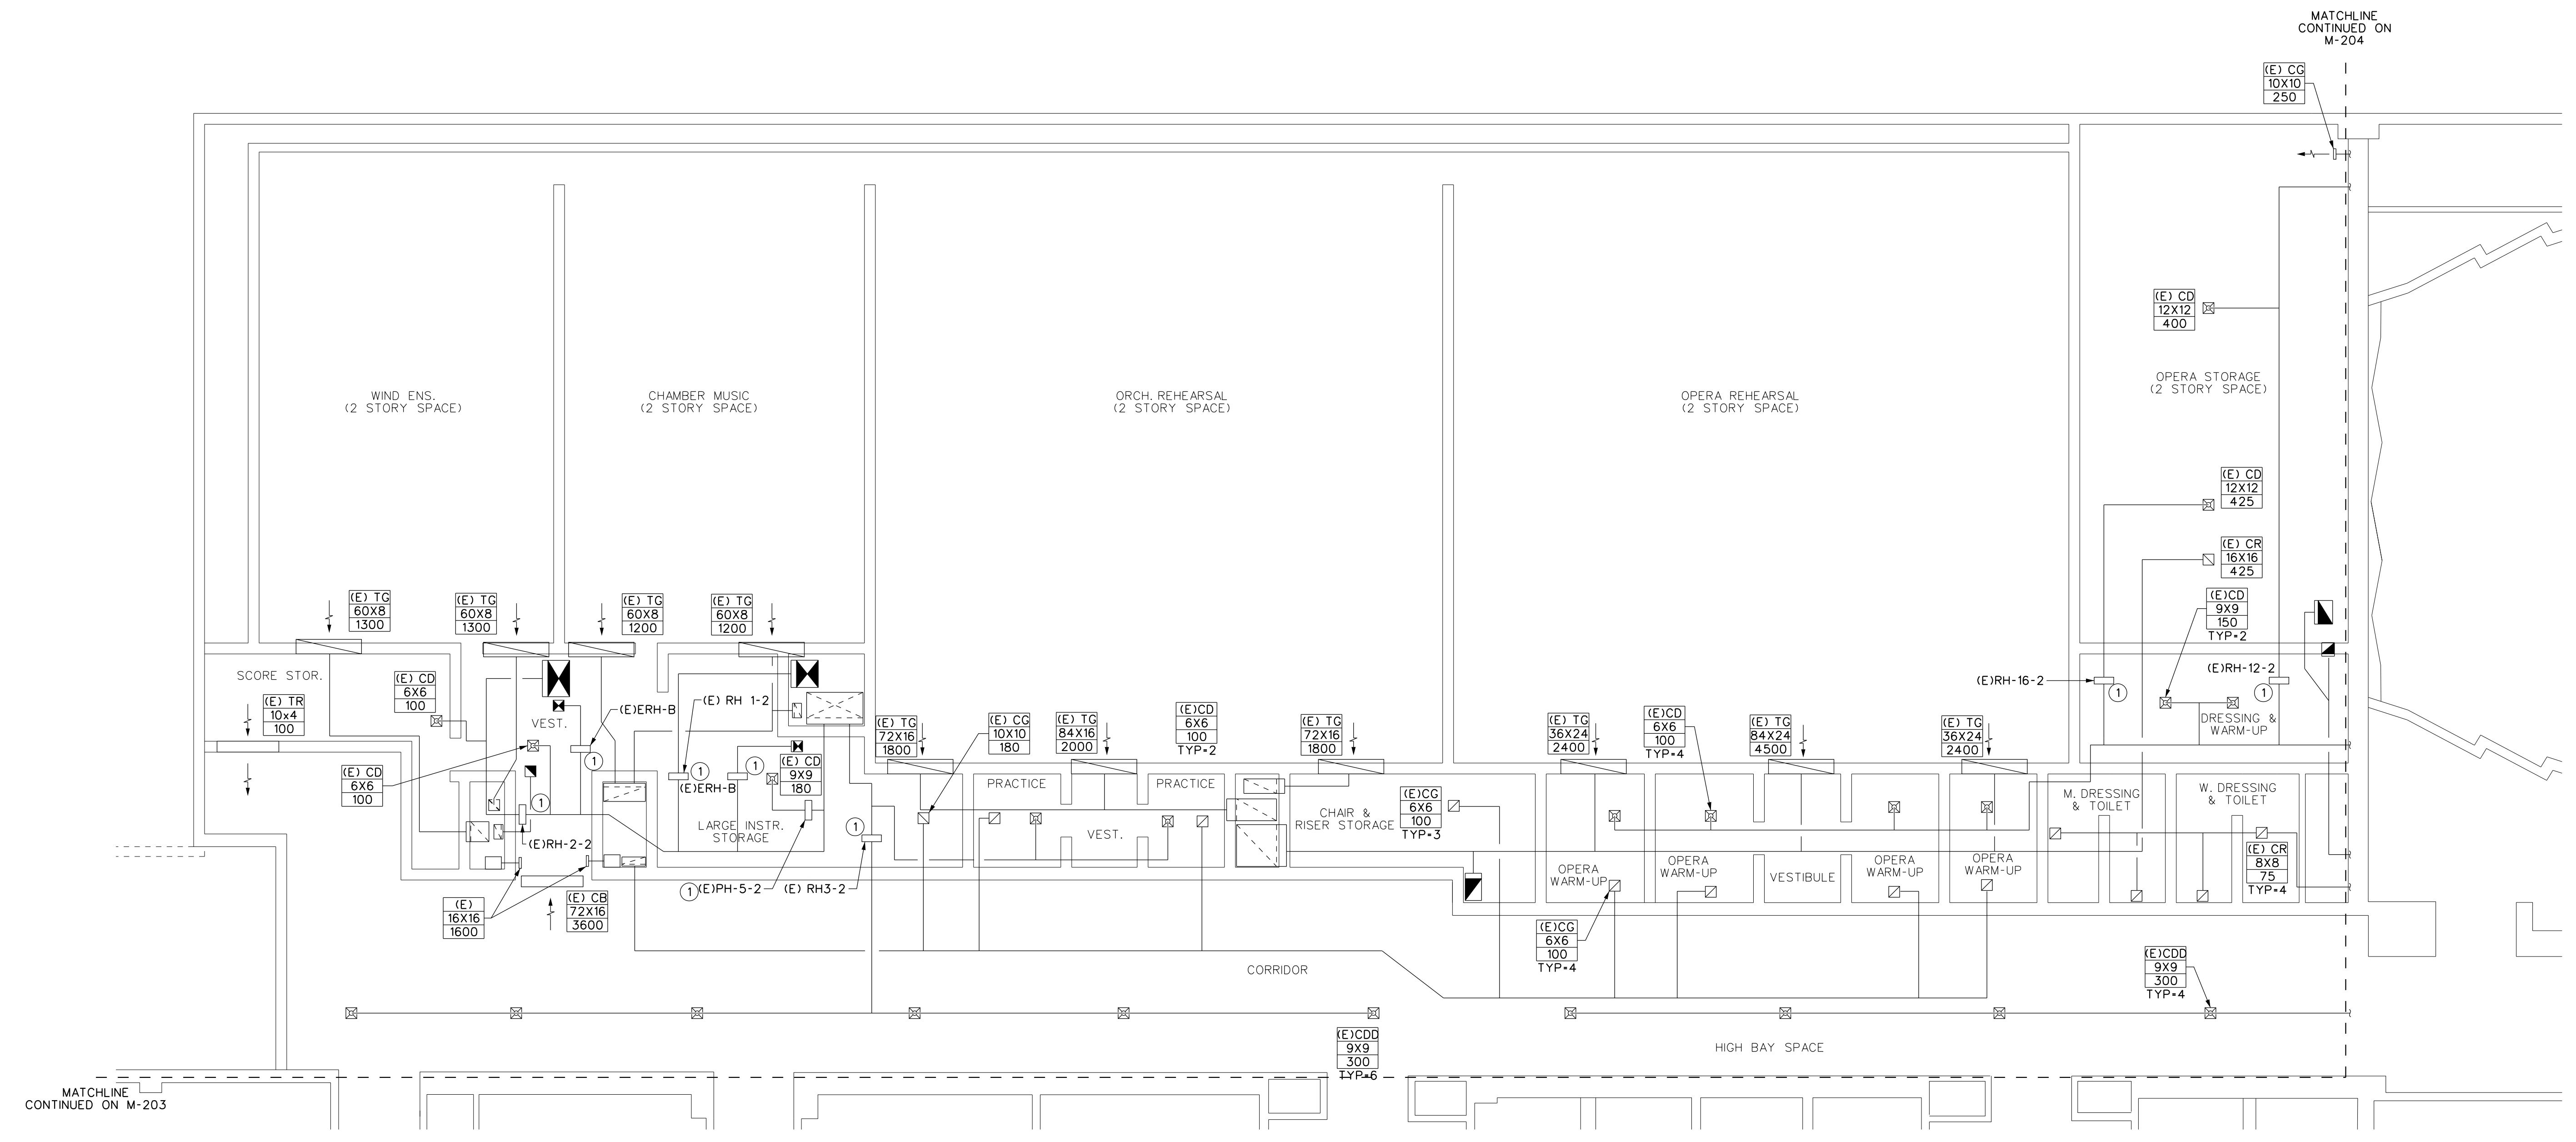 MATCHLINE
CONTINUED ON
M-204
(E) CG
10X10
250
(E) CD
12X12
400
WIND ENS.
(2 STORY SPACE)
CHAMBER MUSIC
(2 STORY SPACE)
ORCH. REHEARSAL
(2 STORY SPACE)
OPERA REHEARSAL
(2 STORY SPACE)
OPERA STORAGE
(2 STORY SPACE)
(E) CD
12X12
425
(E) CR
16X16
425
(E) TG
60X8
1300
(E) TG
60X8
1300
(E) TG
60X8
1200
(E) TG
60X8
1200
(E)CD
9X9
150
TYP=2
SCORE STOR.
(E) TR
10x4
100
(E) CD
6X6
100
VEST.
(E)ERH-B
1
(E) RH 1-2
1
(E)ERH-B
1
(E) CD
9X9
180
(E) TG
72X16
1800
(E) CG
10X10
180
(E) TG
84X16
2000
(E)CD
6X6
100
TYP=2
(E) TG
72X16
1800
(E) TG
36X24
2400
(E)CD
6X6
100
TYP=4
(E) TG
84X24
4500
(E) TG
36X24
2400
(E)RH-16-2
1
(E)RH-12-2
1
DRESSING &
WARM-UP
(E) CD
6X6
100
1
(E)RH-2-2
LARGE INSTR.
STORAGE
1
PRACTICE
PRACTICE
VEST.
CHAIR &
RISER STORAGE
(E)CG
6X6
100
TYP=3
M. DRESSING
& TOILET
W. DRESSING
& TOILET
(E)
16X16
1600
(E) CB
72X16
3600
1
(E)PH-5-2
(E) RH3-2
OPERA
WARM-UP
OPERA
WARM-UP
VESTIBULE
OPERA
WARM-UP
OPERA
WARM-UP
(E) CR
8X8
75
TYP=4
(E)CG
6X6
100
TYP=4
CORRIDOR
(E)CDD
9X9
300
TYP=4
(E)CDD
9X9
300
TYP=6
HIGH BAY SPACE
MATCHLINE
CONTINUED ON M-203